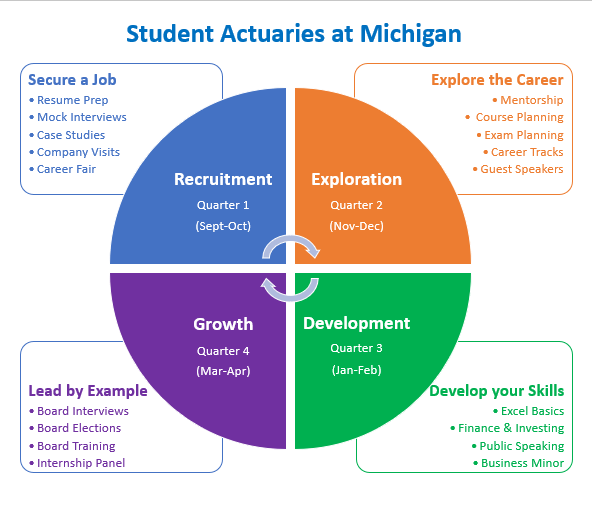 Student Actuaries at Michigan
Secure a Job
• Resume Prep
• Mock Interviews
• Case Studies
• Company Visits
• Career Fair
Explore the Career
• Mentorship
• Course Planning
• Exam Planning
• Career Tracks
• Guest Speakers
Recruitment
Quarter 1
(Sept-Oct)
Exploration
Quarter 2
(Nov-Dec)
Growth
Quarter 4
(Mar-Apr)
Development
Quarter 3
(Jan-Feb)
Lead by Example
• Board Interviews
• Board Elections
• Board Training
• Internship Panel
Develop your Skills
• Excel Basics
• Finance & Investing
• Public Speaking
• Business Minor